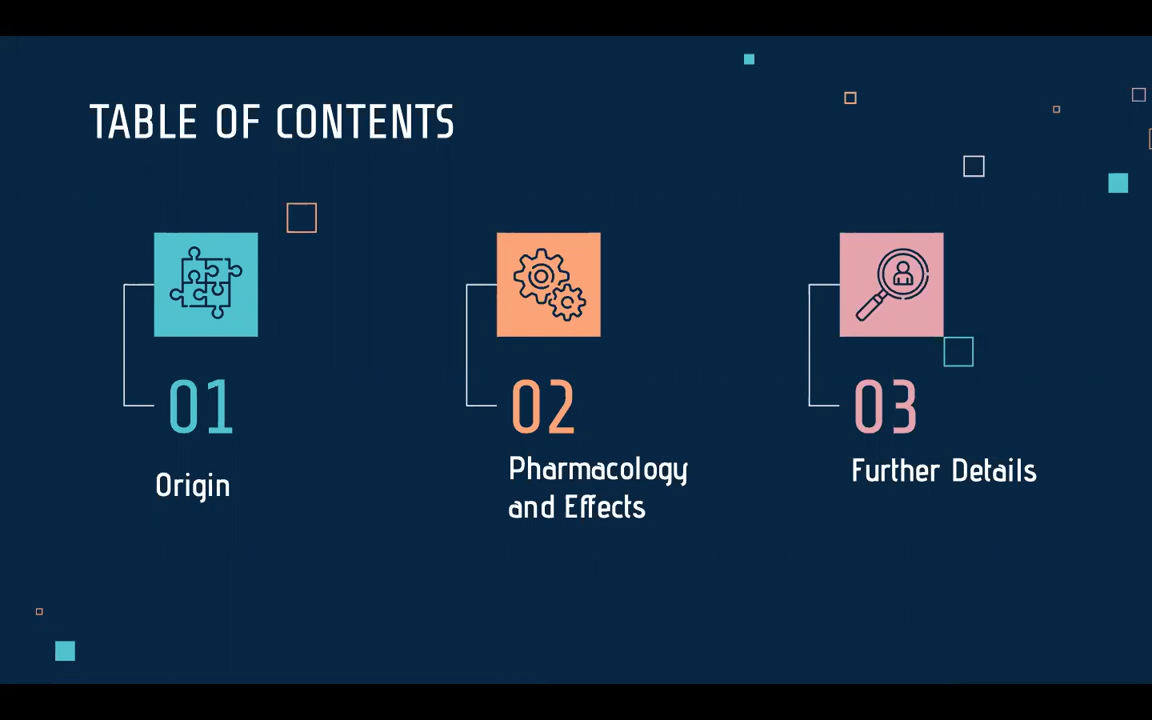 TABLE OF CONTENTS
01
Origin
02
Pharmacology
and Effects
03
Further Details